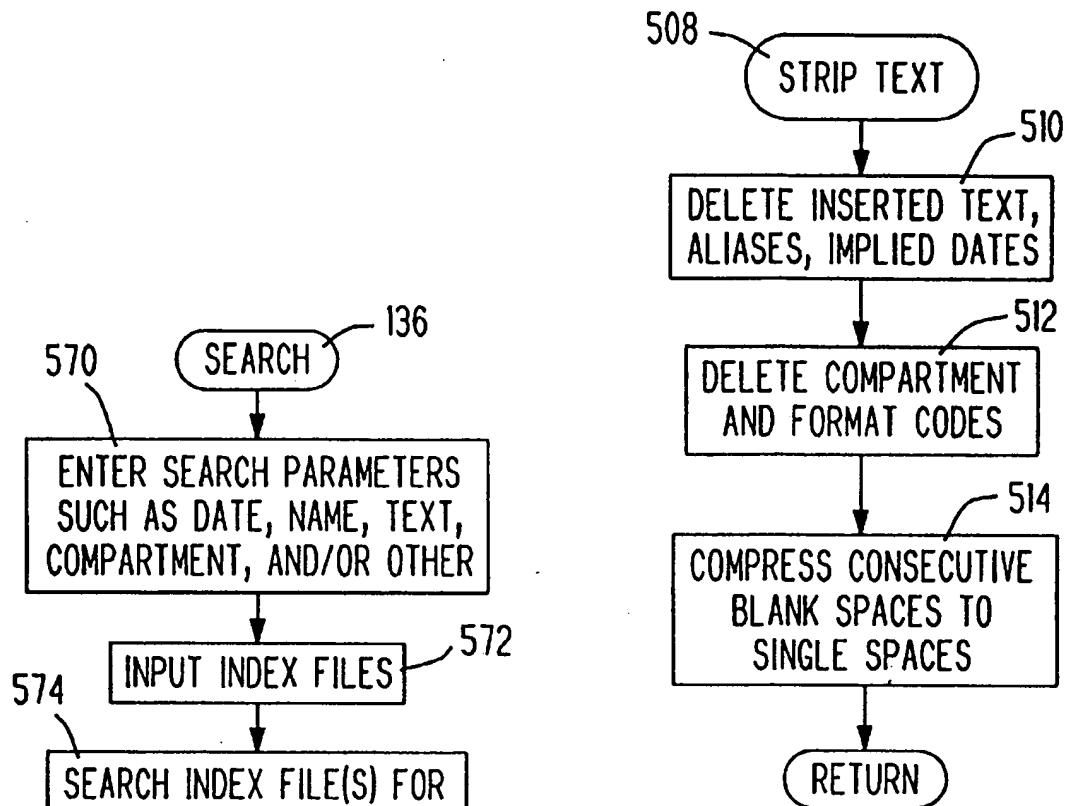 136
SEARCH
570
ENTER SEARCH PARAMETERS
SUCH AS DATE, NAME, TEXT,
COMPARTMENT, AND/OR OTHER
572
INPUT INDEX FILES
574
SEARCH INDEX FILE(S) FOR
508
STRIP TEXT
510
DELETE INSERTED TEXT,
ALIASES, IMPLIED DATES
512
DELETE COMPARTMENT
AND FORMAT CODES
514
COMPRESS CONSECUTIVE
BLANK SPACES TO
SINGLE SPACES
RETURN